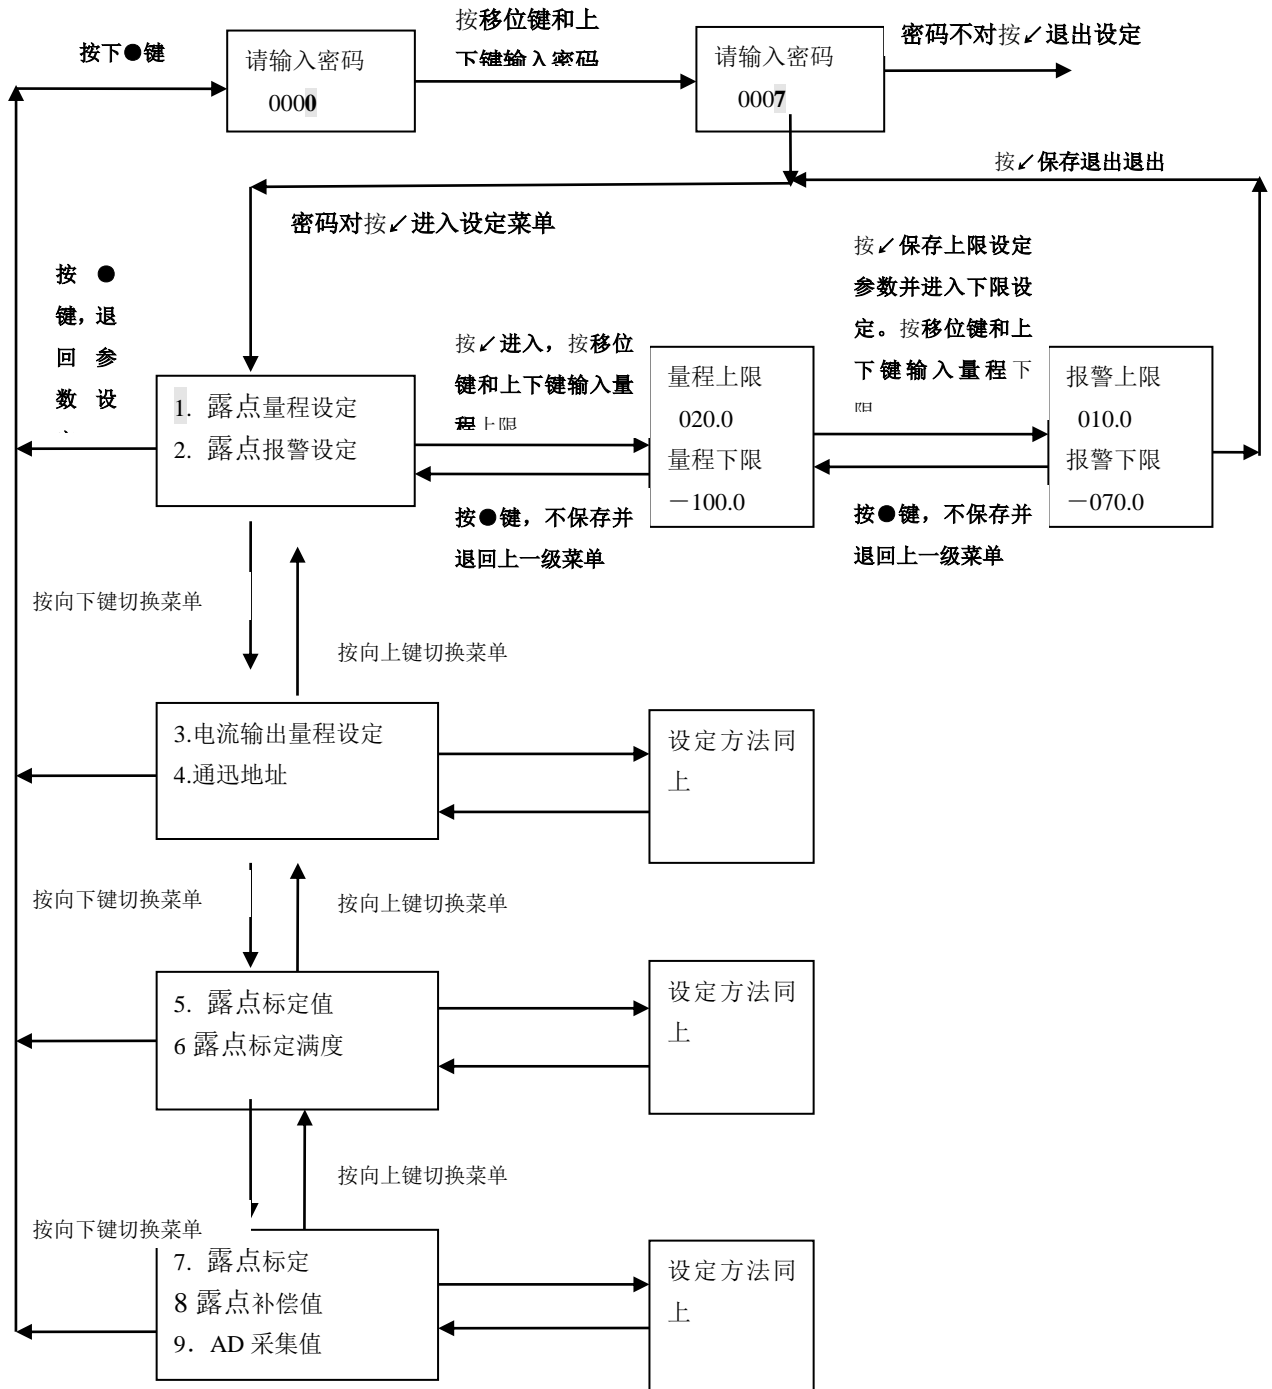 按下●键
请输入密码
0000
按移位键和上
下键输入密码
请输入密码
0007
密码不对按↙退出设定
按↙保存退出退出
密码对按↙进入设定菜单
按 ●
键，退
回 参
数 设
1. 露点量程设定
2. 露点报警设定
按↙进入，按移位
键和上下键输入量
程上限
量程上限
020.0
量程下限
－100.0
按↙保存上限设定
参数并进入下限设
定。按移位键和上
下键输入量程下
限
报警上限
010.0
报警下限
－070.0
按●键，不保存并
退回上一级菜单
按●键，不保存并
退回上一级菜单
按向下键切换菜单
按向上键切换菜单
3.电流输出量程设定
4.通迅地址
设定方法同
上
按向下键切换菜单
按向上键切换菜单
5. 露点标定值
6 露点标定满度
设定方法同
上
按向上键切换菜单
按向下键切换菜单
7. 露点标定
8 露点补偿值
9．AD 采集值
设定方法同
上